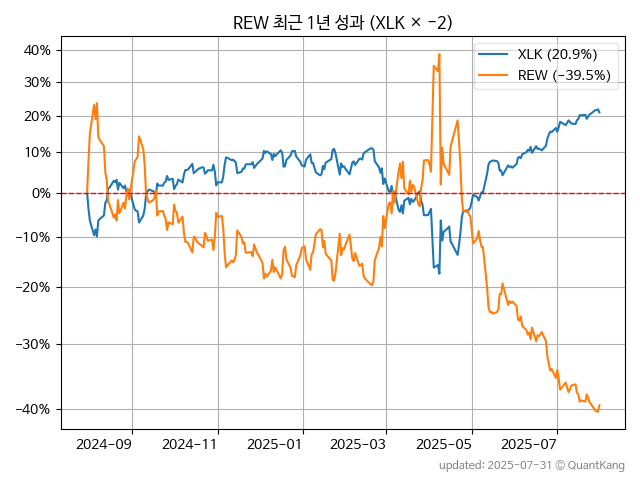 REW 최근 1년 성과 (XLK × −2)
XLK (20.9%)
REW (−39.5%)
40%
30%
20%
10%
0%
−10%
−20%
−30%
−40%
2024-09 2024-11 2025-01 2025-03 2025-05 2025-07
updated: 2025-07-31 © QuantKang